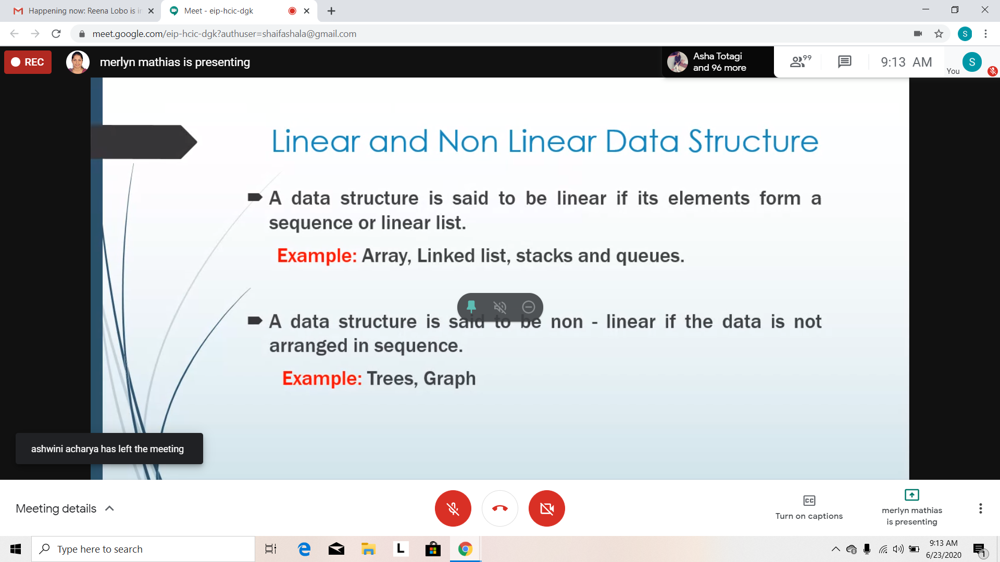 Happening now: Reena Lobo is in
Meet - eip-hcic-dgk
meet.google.com/eip-hcic-dgk?authuser=shaifashala@gmail.com
S
REC
merlyn mathias is presenting
Asha Totagi
and 96 more
99
9:13 AM
You
S
Linear and Non Linear Data Structure
A data structure is said to be linear if its elements form a
sequence or linear list.
Example: Array, Linked list, stacks and queues.
A data structure is said to be non - linear if the data is not
arranged in sequence.
Example: Trees, Graph
ashwini acharya has left the meeting
Meeting details
CC
Turn on captions
merlyn mathias
is presenting
Type here to search
L
9:13 AM
6/23/2020
1